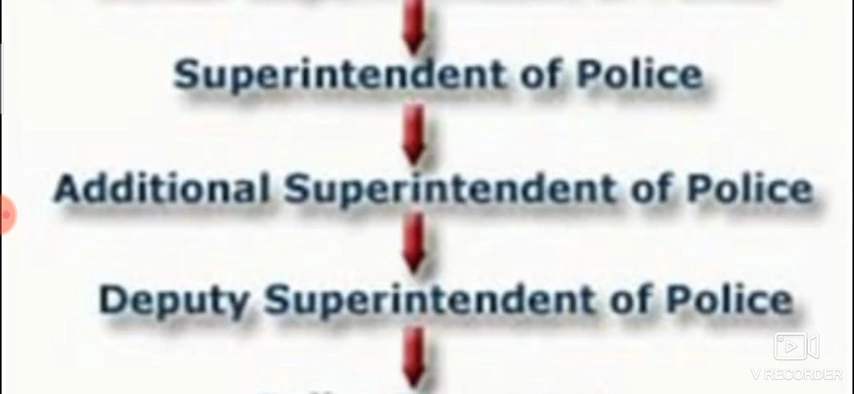 Superintendent of Police
Additional Superintendent of Police
Deputy Superintendent of Police
V RECORDER